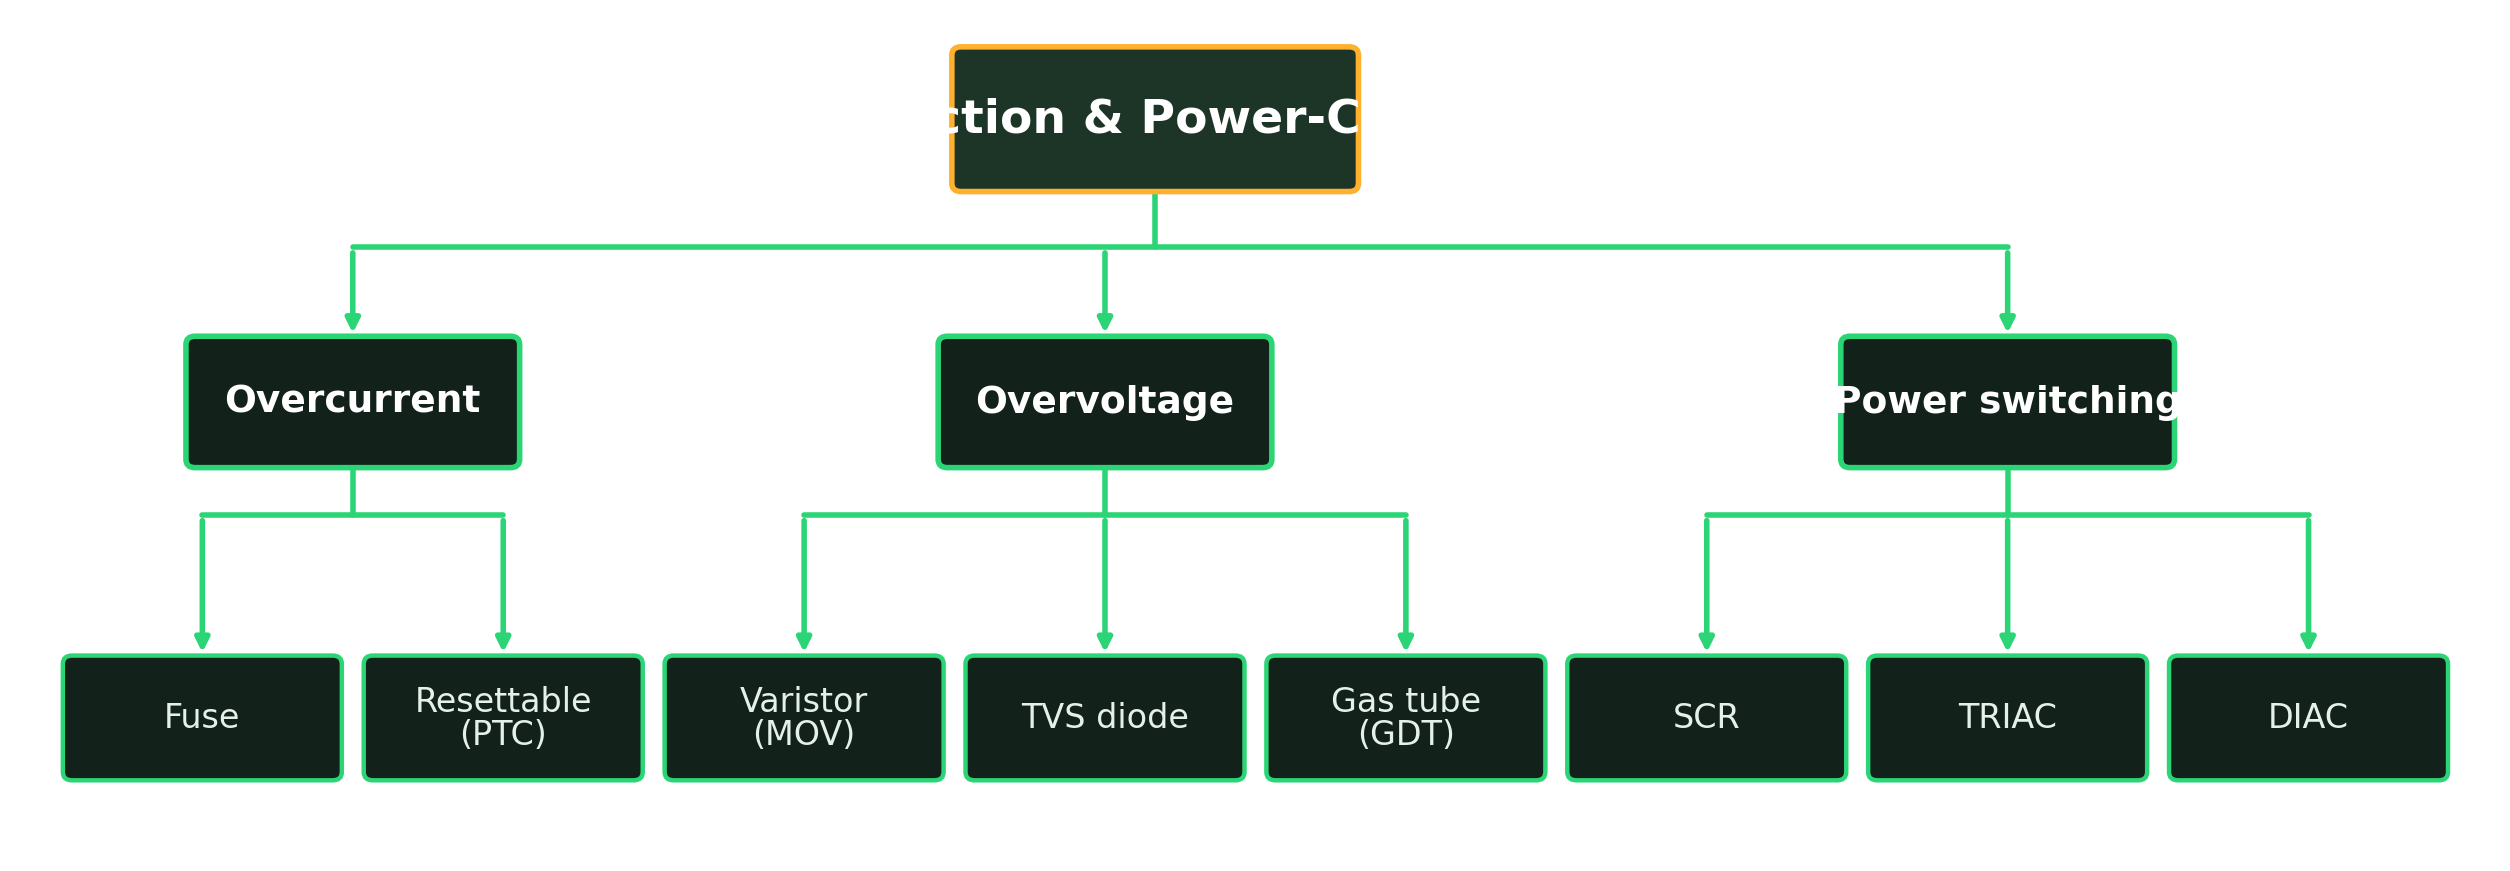 ction & Power-C
Overcurrent
Overvoltage
Power switching
Fuse
Resettable
(PTC)
Varistor
(MOV)
TVS diode
Gas tube
(GDT)
SCR
TRIAC
DIAC